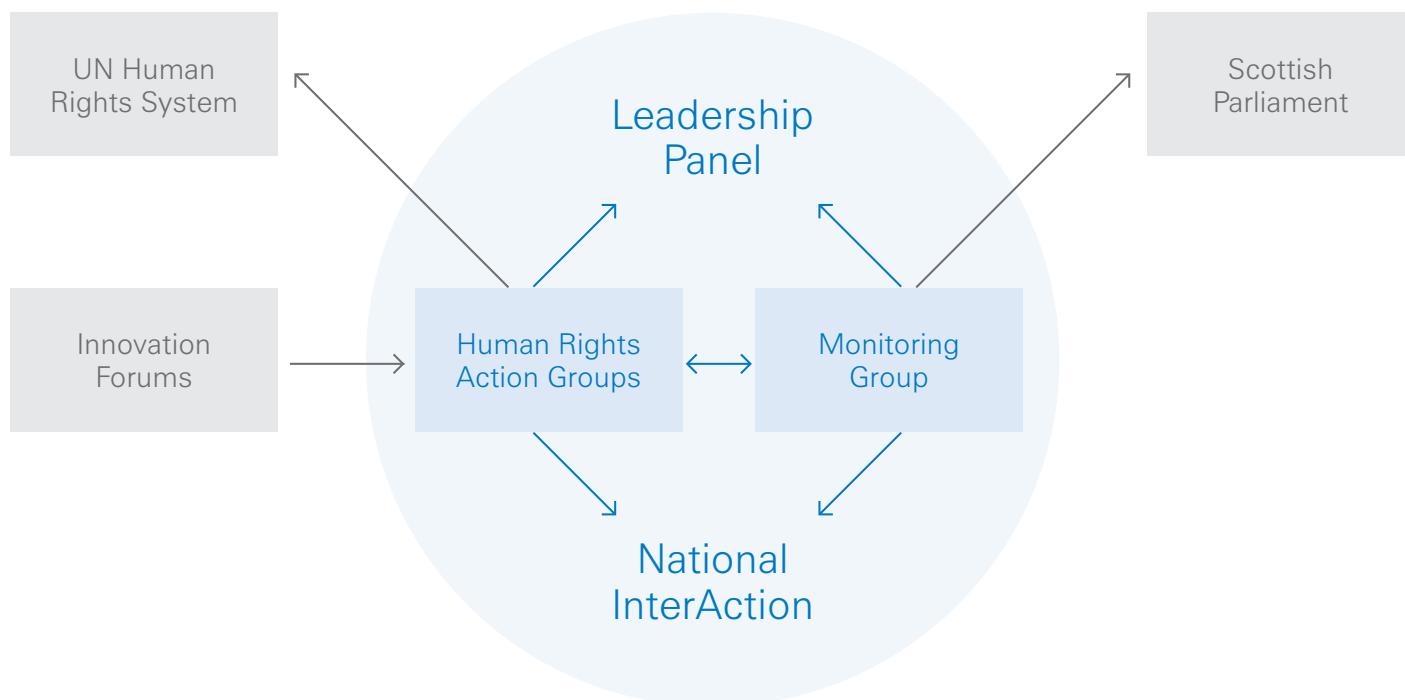 UN Human
Rights System
Leadership
Panel
Scottish
Parliament
Innovation
Forums
Human Rights
Action Groups
Monitoring
Group
National
InterAction